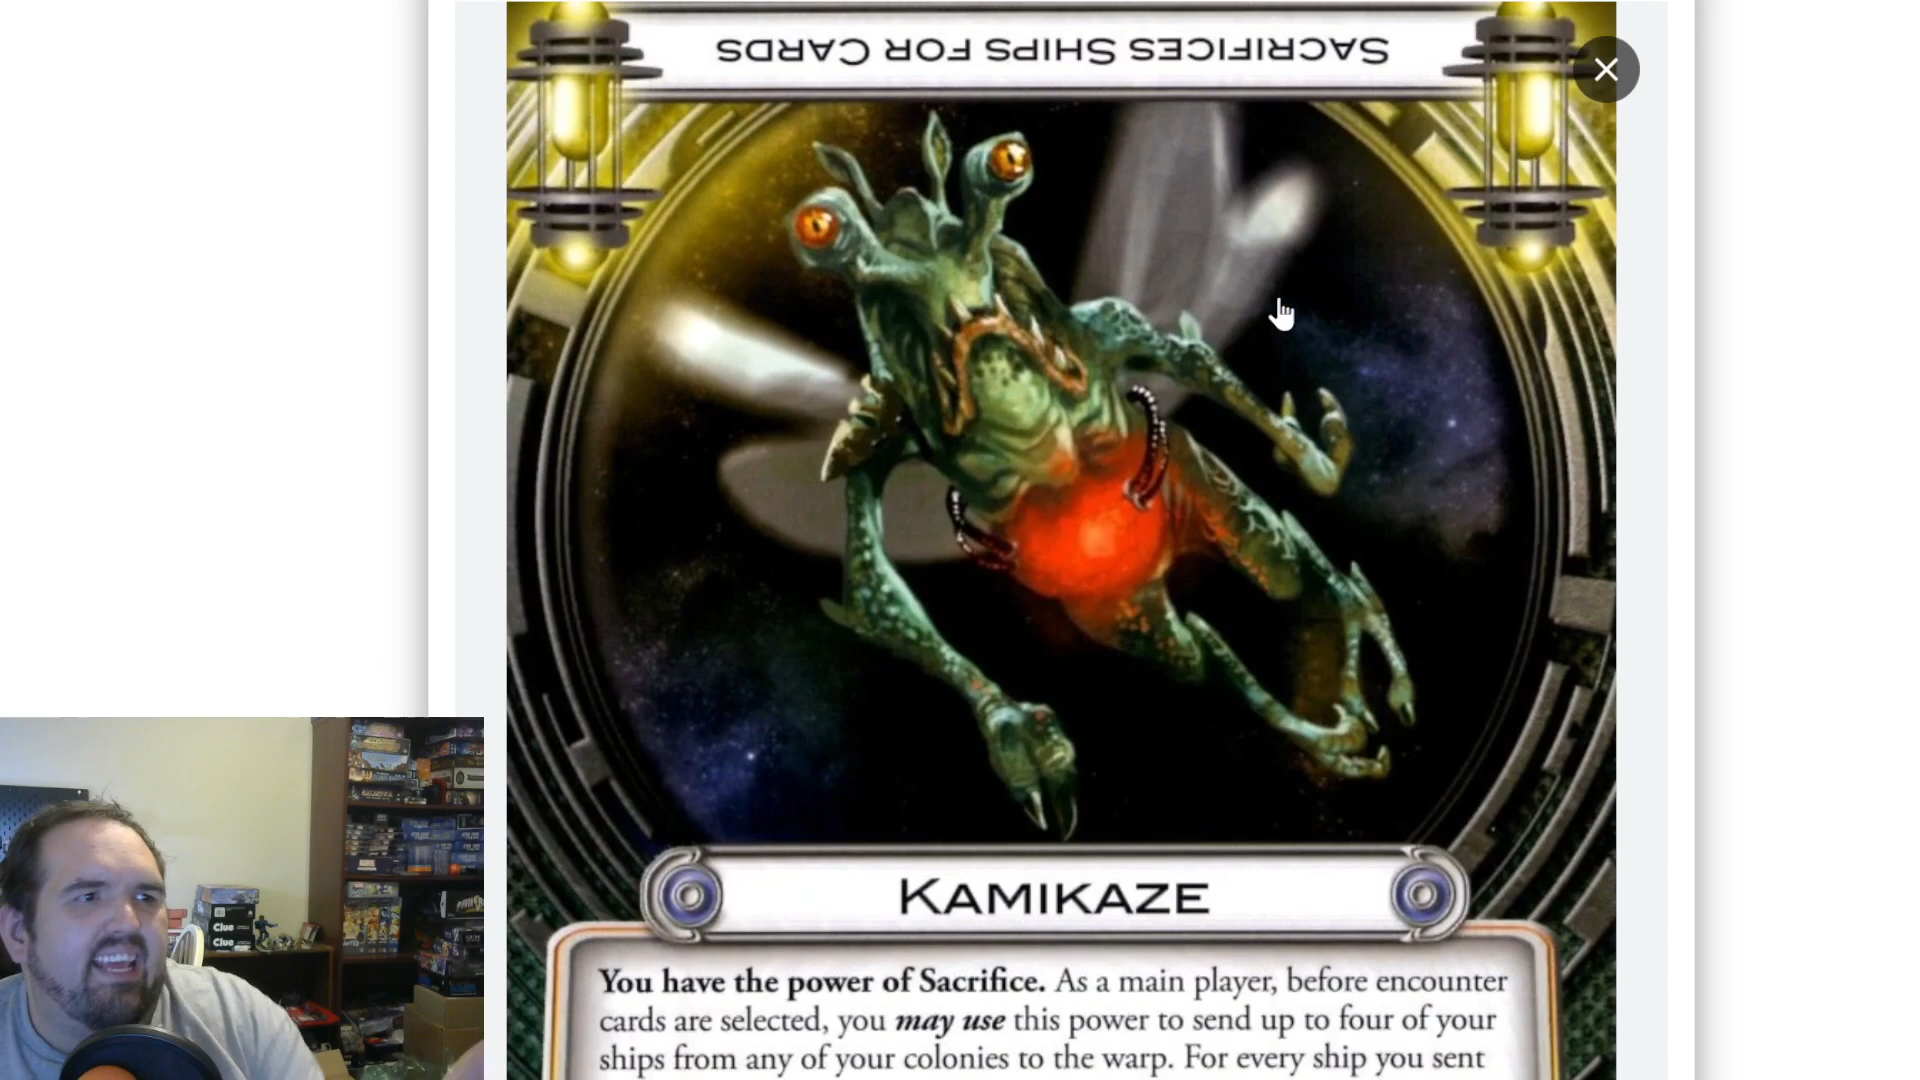 SACRIFICES SHIPS FOR CARDS
KAMIKAZE
You have the power of Sacrifice. As a main player, before encounter
cards are selected, you may use this power to send up to four of your
ships from any of your colonies to the warp. For every ship you sent
Clue
Clue